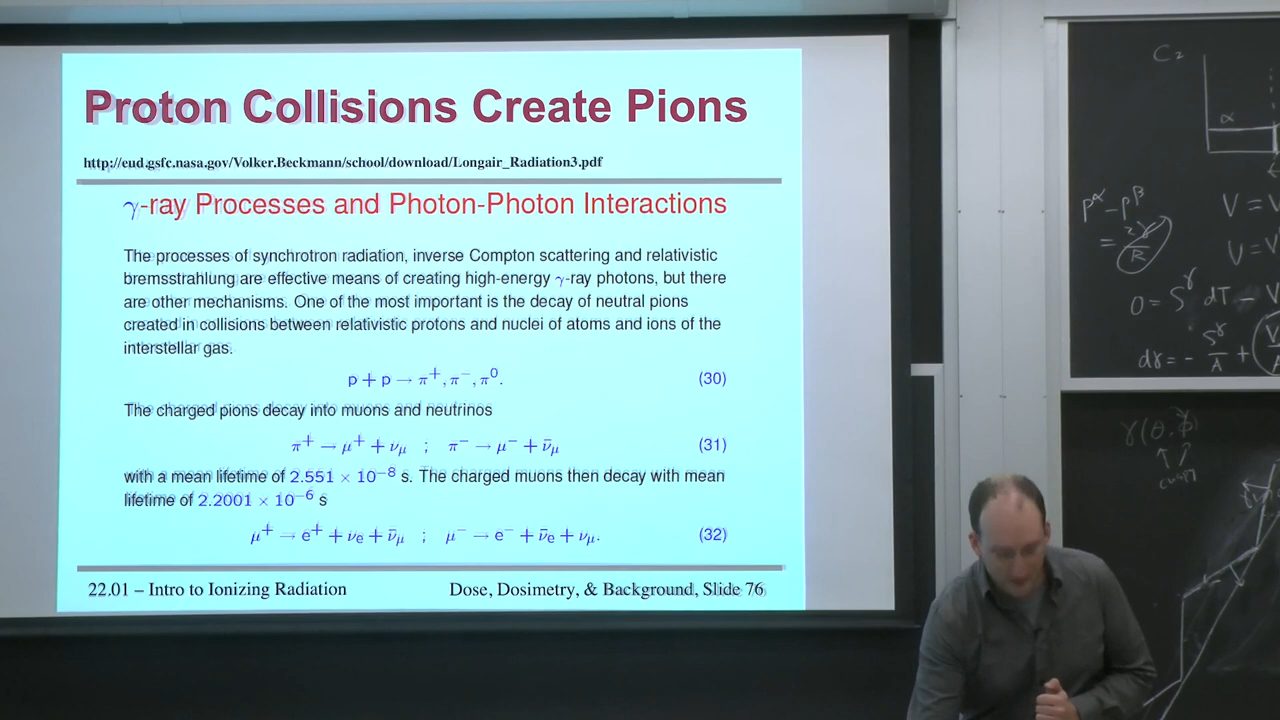 Proton Collisions Create Pions
http://eud.gsfc.nasa.gov/Volker.Beckmann/school/download/Longair_Radiation3.pdf
γ-ray Processes and Photon-Photon Interactions
The processes of synchrotron radiation, inverse Compton scattering and relativistic
bremsstrahlung are effective means of creating high-energy γ-ray photons, but there
are other mechanisms. One of the most important is the decay of neutral pions
created in collisions between relativistic protons and nuclei of atoms and ions of the
interstellar gas.
p + p → π⁺, π⁻, π⁰. (30)
The charged pions decay into muons and neutrinos
π⁺ → μ⁺ + ν_μ ; π⁻ → μ⁻ + ν̄_μ (31)
with a mean lifetime of 2.551 × 10⁻⁸ s. The charged muons then decay with mean
lifetime of 2.2001 × 10⁻⁶ s
μ⁺ → e⁺ + νe + ν̄_μ ; μ⁻ → e⁻ + ν̄e + ν_μ. (32)
22.01 – Intro to Ionizing Radiation
Dose, Dosimetry, & Background, Slide 76
C₂
α
p^α - p^β
V = V
= 2γ/R
V = V
0 = S^γ dT - V
dγ = - S^γ/A +
γ(θ, φ)